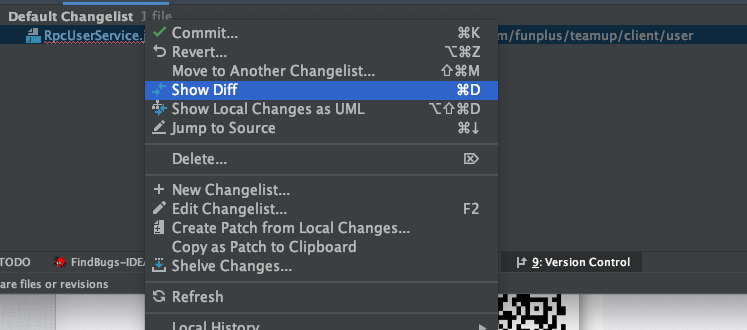 Default Changelist 1 file
RpcUserService.j
m/funplus/teamup/client/user
Commit... ⌘K
Revert... ⌥⌘Z
Move to Another Changelist... ⇧⌘M
Show Diff ⌘D
Show Local Changes as UML ⌥⇧⌘D
Jump to Source ⌘↓
Delete... ⌦
New Changelist...
Edit Changelist... F2
Create Patch from Local Changes...
Copy as Patch to Clipboard
Shelve Changes...
Refresh
Local History
TODO
FindBugs-IDEA
9: Version Control
are files or revisions